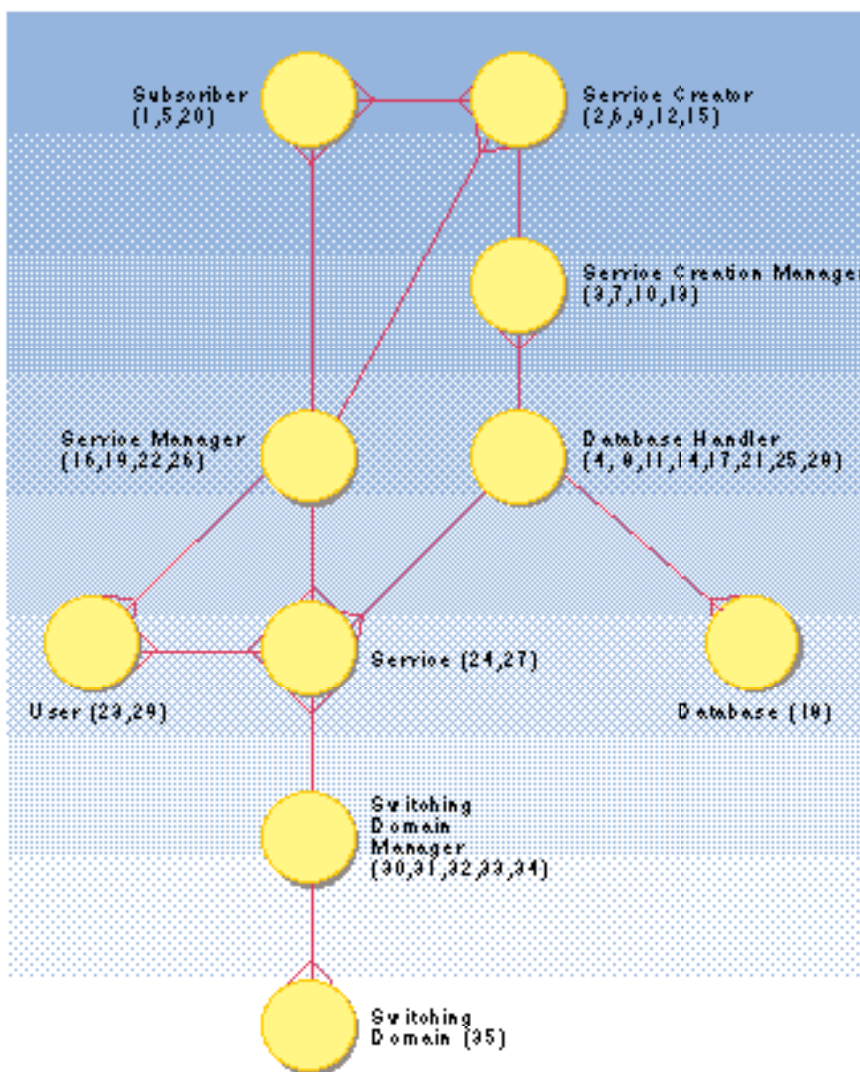 Subscriber
(1,5,20)
Service Creator
(2,6,9,12,15)
Service Creation Manager
(3,7,10,13)
Service Manager
(16,19,22,26)
Database Handler
(4, 8,11,14,17,21,25,28)
Service (24,27)
User (23,29)
Database (18)
Switching
Domain
Manager
(30,31,32,33,34)
Switching
Domain (35)